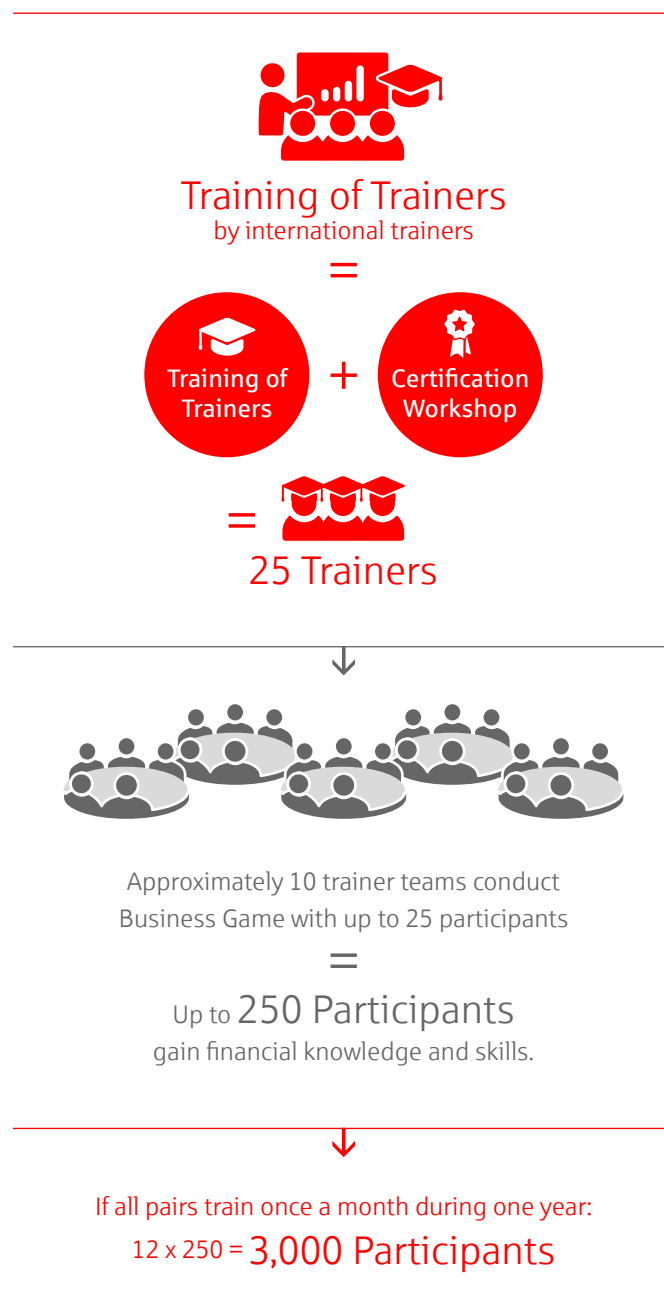 Training of Trainers
by international trainers
=
Training of
Trainers
+
Certification
Workshop
=
25 Trainers
Approximately 10 trainer teams conduct
Business Game with up to 25 participants
=
Up to 250 Participants
gain financial knowledge and skills.
If all pairs train once a month during one year:
12 x 250 = 3,000 Participants